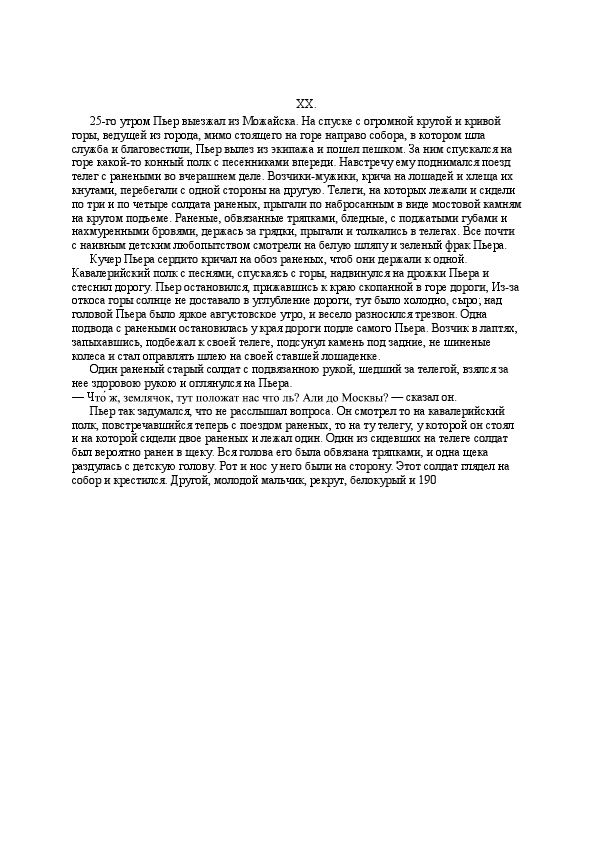 XX.
25-го утром Пьер выезжал из Можайска. На спуске с огромной крутой и кривой
горы, ведущей из города, мимо стоящего на горе направо собора, в котором шла
служба и благовестили, Пьер вылез из экипажа и пошел пешком. За ним спускался на
горе какой-то конный полк с песенниками впереди. Навстречу ему поднимался поезд
телег с ранеными во вчерашнем деле. Возчики-мужики, крича на лошадей и хлеща их
кнутами, перебегали с одной стороны на другую. Телеги, на которых лежали и сидели
по три и по четыре солдата раненых, прыгали по набросанным в виде мостовой камням
на крутом подъеме. Раненые, обвязанные тряпками, бледные, с поджатыми губами и
нахмуренными бровями, держась за грядки, прыгали и толкались в телегах. Все почти
с наивным детским любопытством смотрели на белую шляпу и зеленый фрак Пьера.
Кучер Пьера сердито кричал на обоз раненых, чтоб они держали к одной.
Кавалерийский полк с песнями, спускаясь с горы, надвинулся на дрожки Пьера и
стеснил дорогу. Пьер остановился, прижавшись к краю скопанной в горе дороги, Из-за
откоса горы солнце не доставало в углубление дороги, тут было холодно, сыро; над
головой Пьера было яркое августовское утро, и весело разносился трезвон. Одна
подвода с ранеными остановилась у края дороги подле самого Пьера. Возчик в лаптях,
запыхавшись, подбежал к своей телеге, подсунул камень под задние, не шиненые
колеса и стал оправлять шлею на своей ставшей лошаденке.
Один раненый старый солдат с подвязанною рукой, шедший за телегой, взялся за
нее здоровою рукою и оглянулся на Пьера.
— Что́ ж, землячок, тут положат нас что ль? Али до Москвы? — сказал он.
Пьер так задумался, что не расслышал вопроса. Он смотрел то на кавалерийский
полк, повстречавшийся теперь с поездом раненых, то на ту телегу, у которой он стоял
и на которой сидели двое раненых и лежал один. Один из сидевших на телеге солдат
был вероятно ранен в щеку. Вся голова его была обвязана тряпками, и одна щека
раздулась с детскую голову. Рот и нос у него были на сторону. Этот солдат глядел на
собор и крестился. Другой, молодой мальчик, рекрут, белокурый и 190